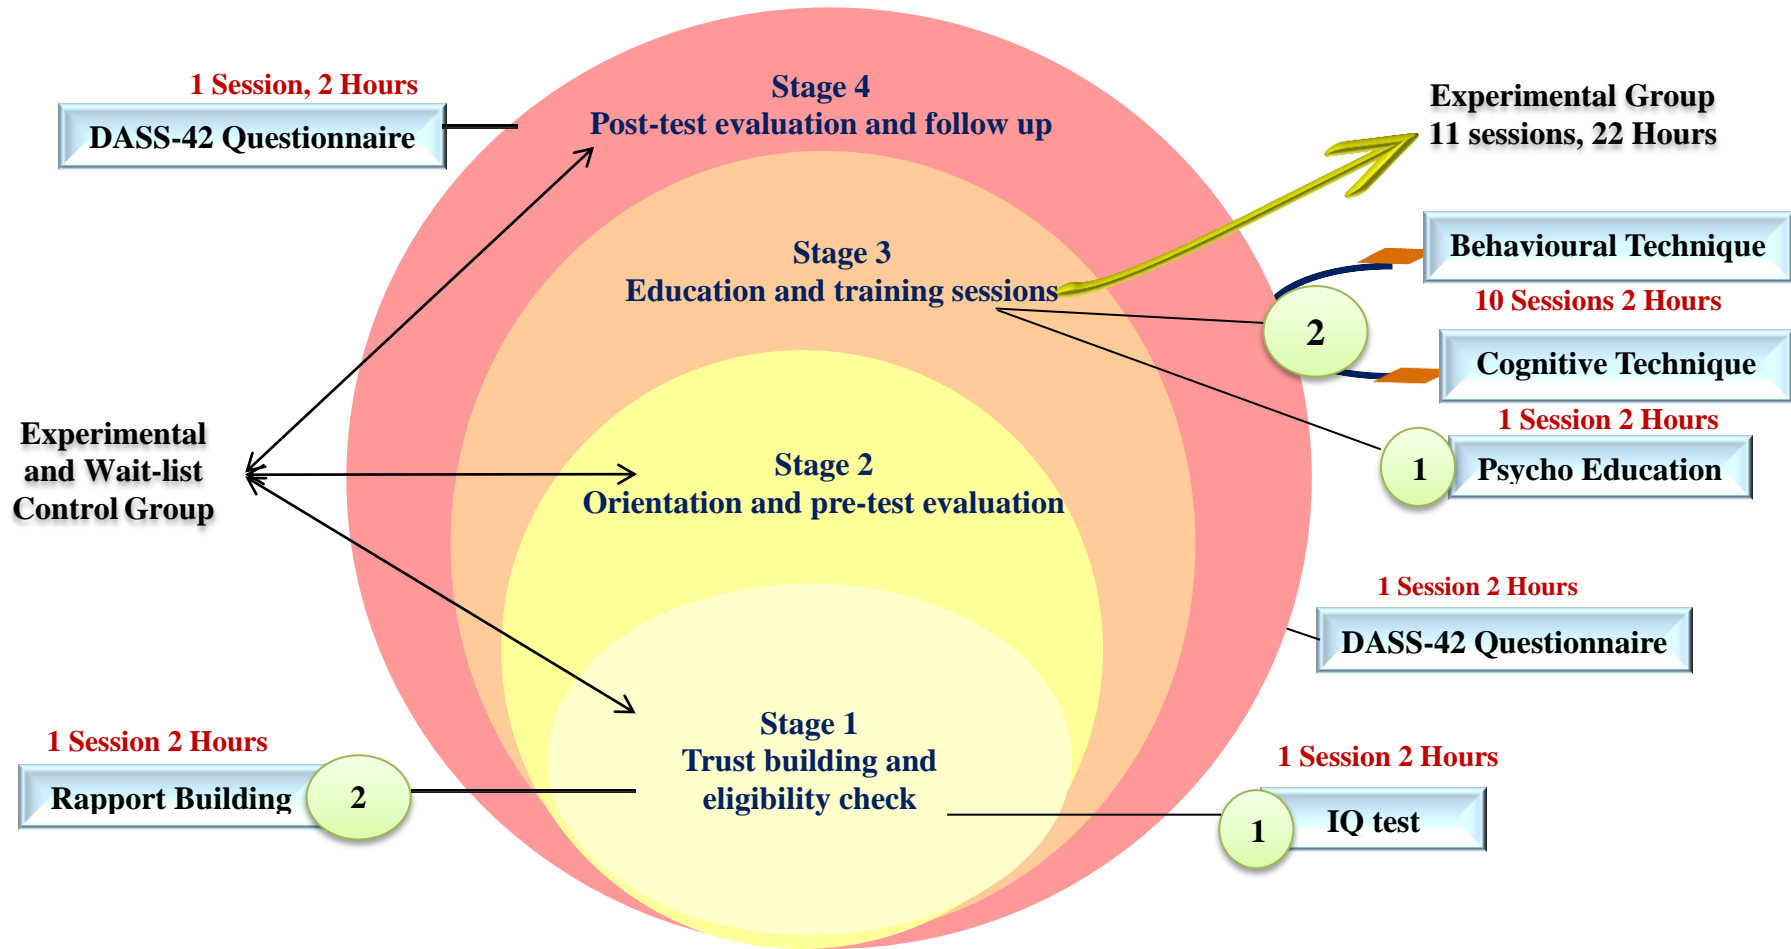 1 Session, 2 Hours
DASS-42 Questionnaire
Stage 4
Post-test evaluation and follow up
Experimental Group
11 sessions, 22 Hours
Stage 3
Education and training sessions
Behavioural Technique
10 Sessions 2 Hours
2
Cognitive Technique
1 Session 2 Hours
1
Psycho Education
Experimental
and Wait-list
Control Group
Stage 2
Orientation and pre-test evaluation
1 Session 2 Hours
DASS-42 Questionnaire
Stage 1
Trust building and
eligibility check
1 Session 2 Hours
Rapport Building
2
1 Session 2 Hours
1
IQ test